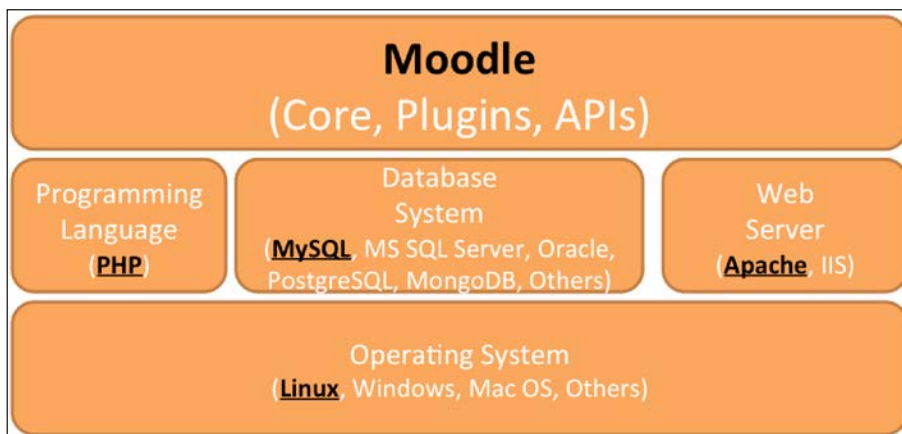 Moodle
(Core, Plugins, APIs)
Programming
Language
(PHP)
Database
System
(MySQL, MS SQL Server, Oracle,
PostgreSQL, MongoDB, Others)
Web
Server
(Apache, IIS)
Operating System
(Linux, Windows, Mac OS, Others)